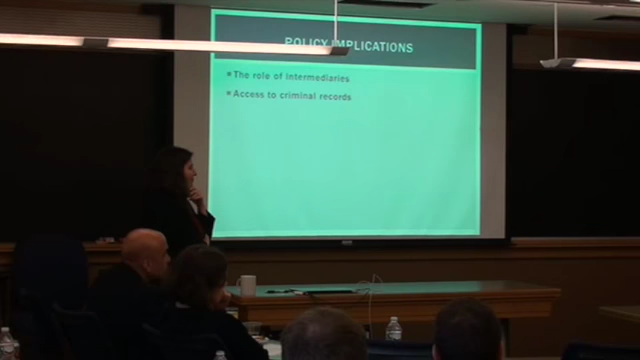 POLICY IMPLICATIONS
The role of Intermediaries
Access to criminal records